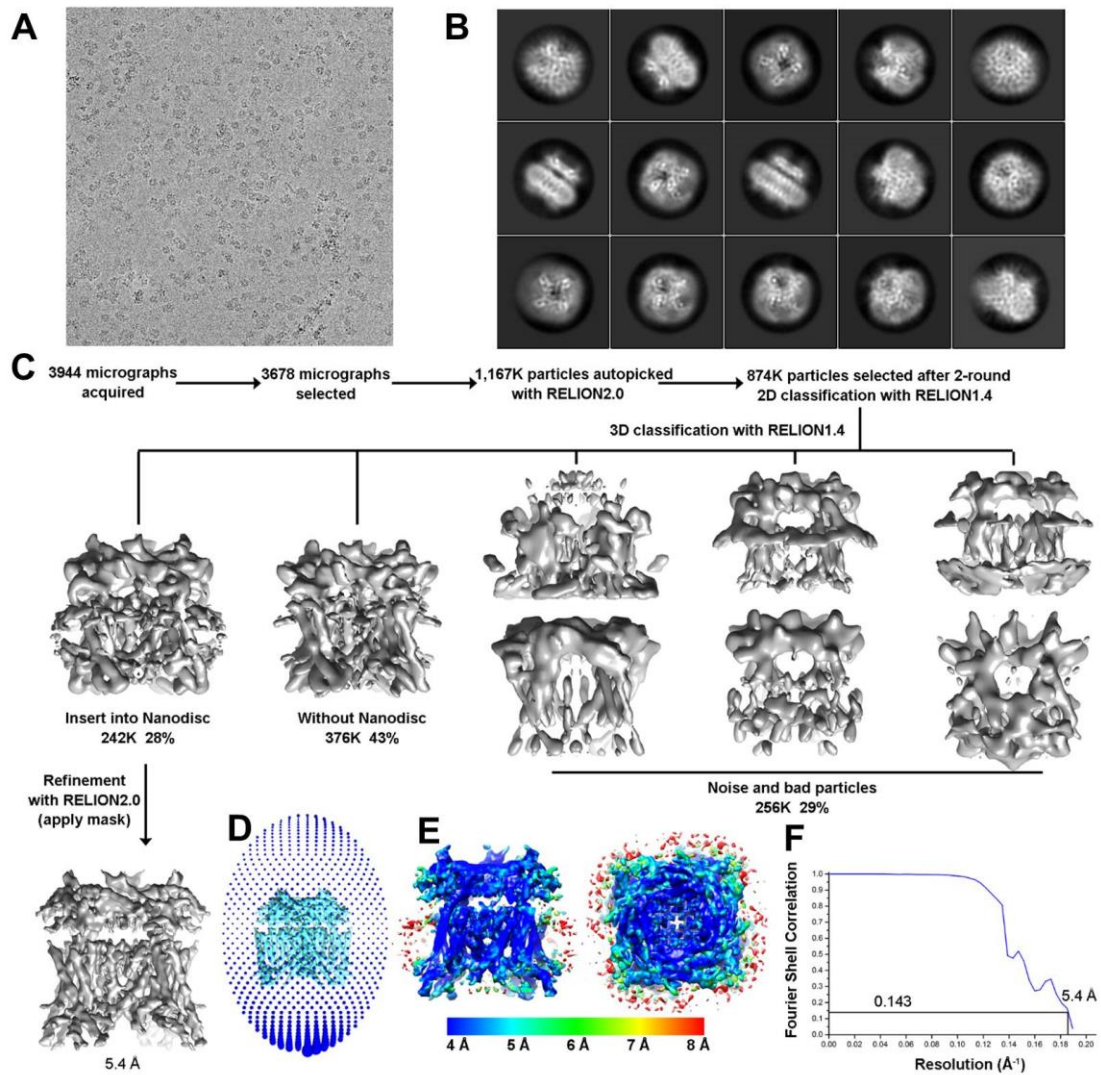 A
B
C
3944 micrographs
acquired
3678 micrographs
selected
1,167K particles autopicked
with RELION2.0
874K particles selected after 2-round
2D classification with RELION1.4
3D classification with RELION1.4
Insert into Nanodisc
242K 28%
Without Nanodisc
376K 43%
Noise and bad particles
256K 29%
Refinement
with RELION2.0
(apply mask)
5.4 Å
D
E
4 Å 5 Å 6 Å 7 Å 8 Å
F
Fourier Shell Correlation
1.0
0.9
0.8
0.7
0.6
0.5
0.4
0.3
0.2
0.1
0.0
0.143
5.4 Å
0.00 0.02 0.04 0.06 0.08 0.10 0.12 0.14 0.16 0.18 0.20
Resolution (Å⁻¹)